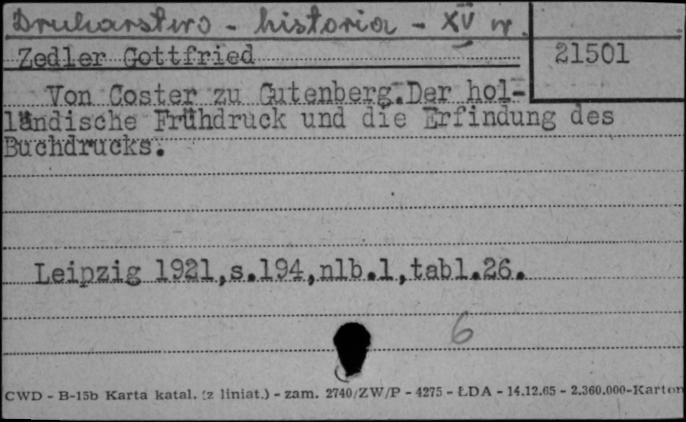 Drukarstwo - historia - XV w.
Zedler Gottfried
21501
Von Coster zu Gutenberg. Der hol-
ländische Frühdruck und die Erfindung des
Buchdrucks.
Leipzig 1921,s.194,nlb.1,tabl.26.
6
CWD - B-15b Karta katal. (z liniat.) - zam. 2740/ZW/P - 4275 - ŁDA - 14.12.65 - 2.360.000-Karton